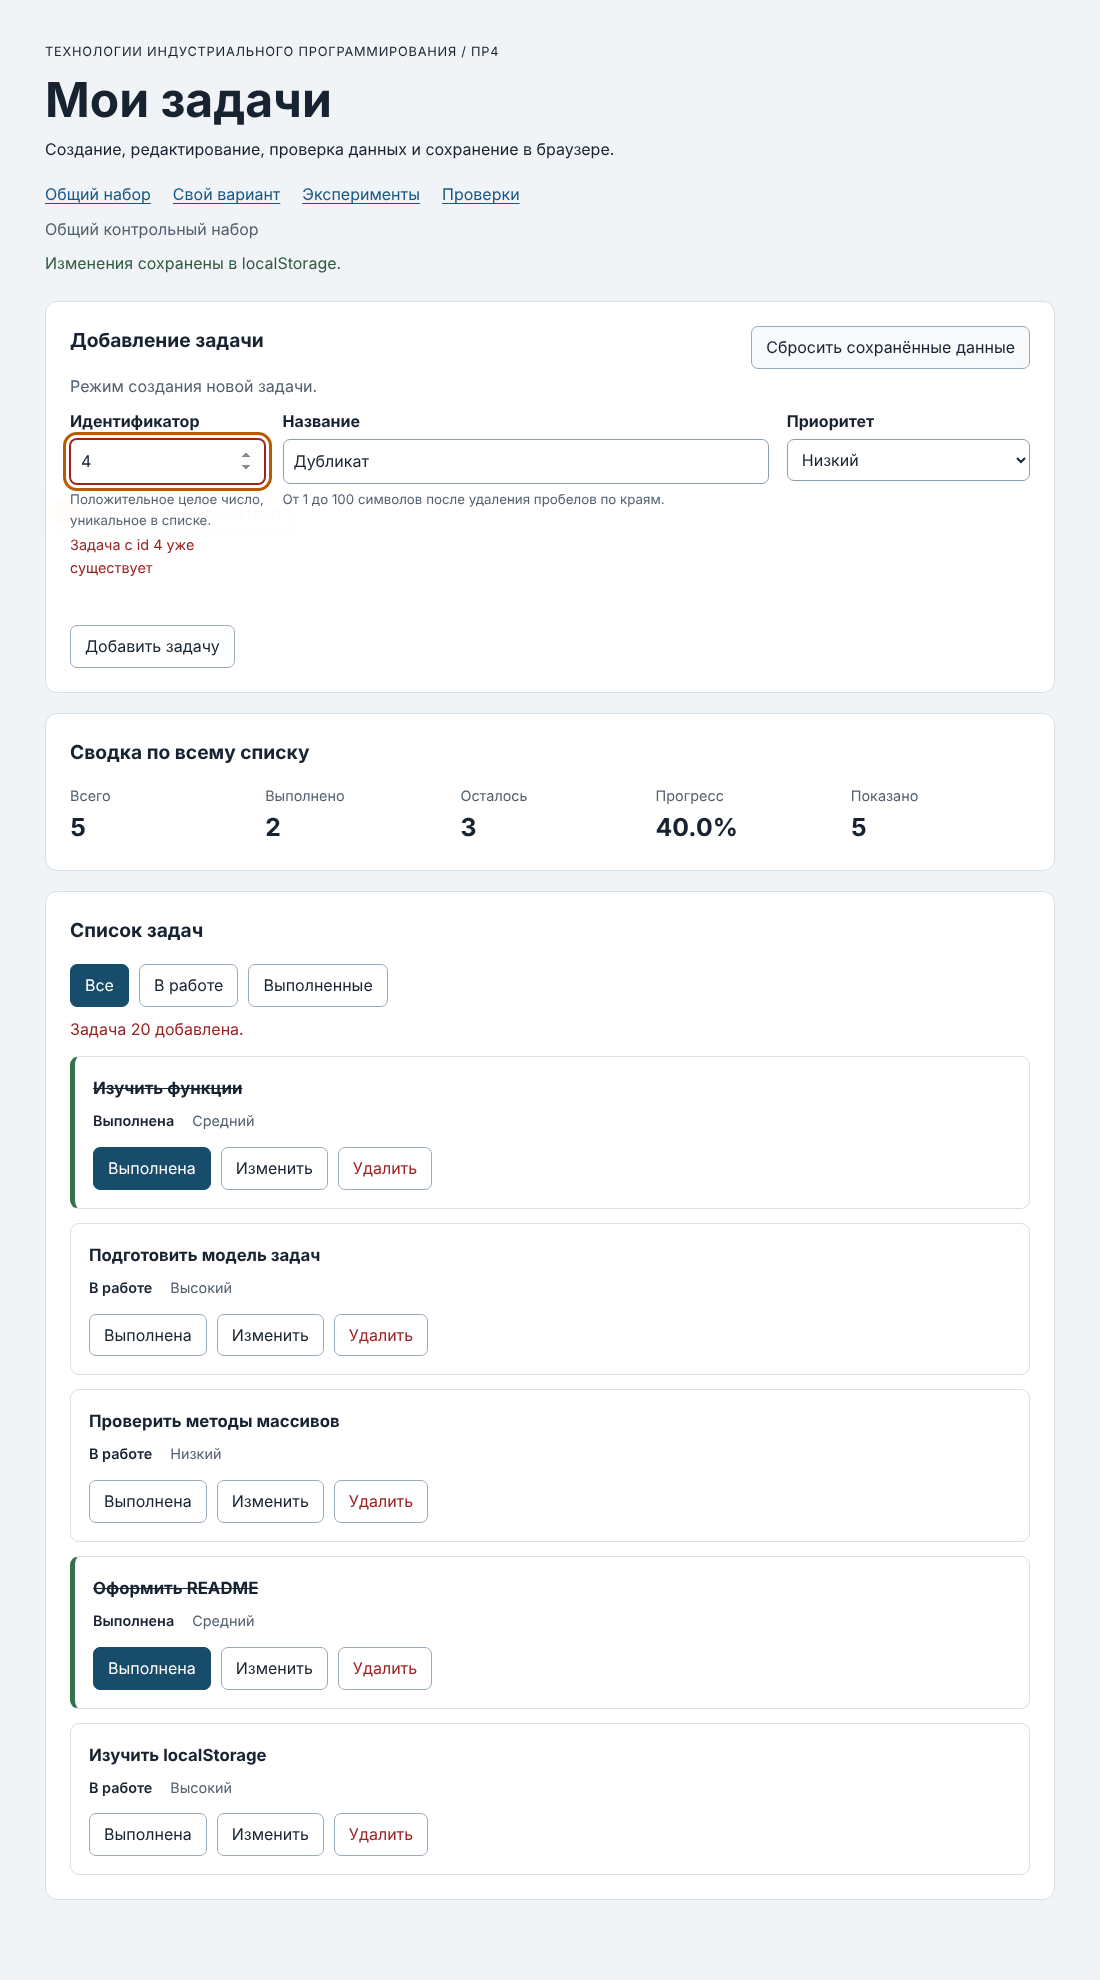 ТЕХНОЛОГИИ ИНДУСТРИАЛЬНОГО ПРОГРАММИРОВАНИЯ / ПР4
Мои задачи
Создание, редактирование, проверка данных и сохранение в браузере.
Общий набор Свой вариант Эксперименты Проверки
Общий контрольный набор
Изменения сохранены в localStorage.
Добавление задачи
Сбросить сохранённые данные
Режим создания новой задачи.
Идентификатор Название Приоритет
4 Дубликат Низкий
Положительное целое число, От 1 до 100 символов после удаления пробелов по краям.
уникальное в списке.
Задача с id 4 уже
существует
Добавить задачу
Сводка по всему списку
Всего Выполнено Осталось Прогресс Показано
5 2 3 40.0% 5
Список задач
Все В работе Выполненные
Задача 20 добавлена.
Изучить функции
Выполнена Средний
Выполнена Изменить Удалить
Подготовить модель задач
В работе Высокий
Выполнена Изменить Удалить
Проверить методы массивов
В работе Низкий
Выполнена Изменить Удалить
Оформить README
Выполнена Средний
Выполнена Изменить Удалить
Изучить localStorage
В работе Высокий
Выполнена Изменить Удалить